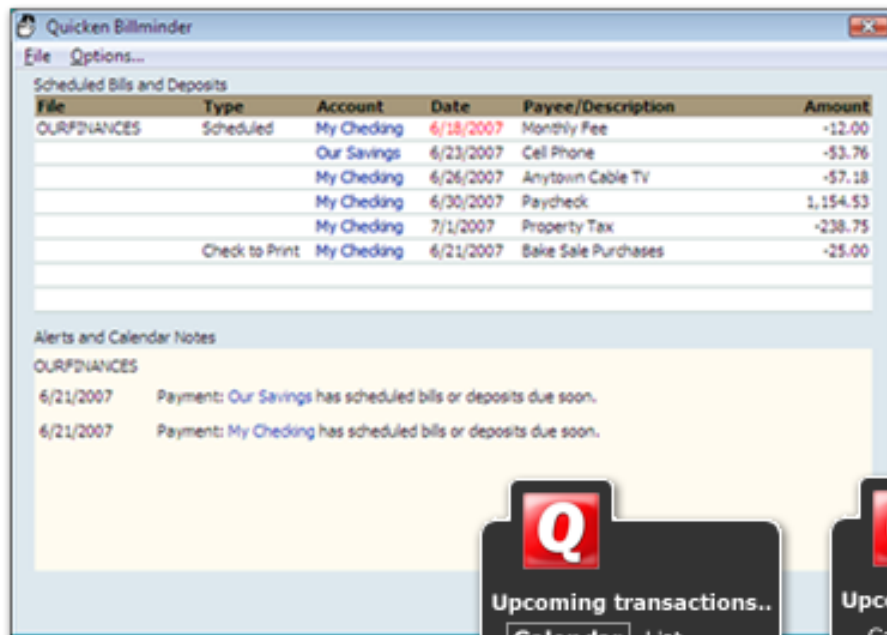 Quicken Billminder
File Options...
Scheduled Bills and Deposits
File Type Account Date Payee/Description Amount
OURFINANCES Scheduled My Checking 6/18/2007 Monthly Fee -12.00
Our Savings 6/23/2007 Cell Phone -53.76
My Checking 6/26/2007 Anytown Cable TV -57.18
My Checking 6/30/2007 Paycheck 1,154.53
My Checking 7/1/2007 Property Tax -238.75
Check to Print My Checking 6/21/2007 Bake Sale Purchases -25.00
Alerts and Calendar Notes
OURFINANCES
6/21/2007 Payment: Our Savings has scheduled bills or deposits due soon.
6/21/2007 Payment: My Checking has scheduled bills or deposits due soon.
Q
Upcoming transactions.. Upco
Calendar List